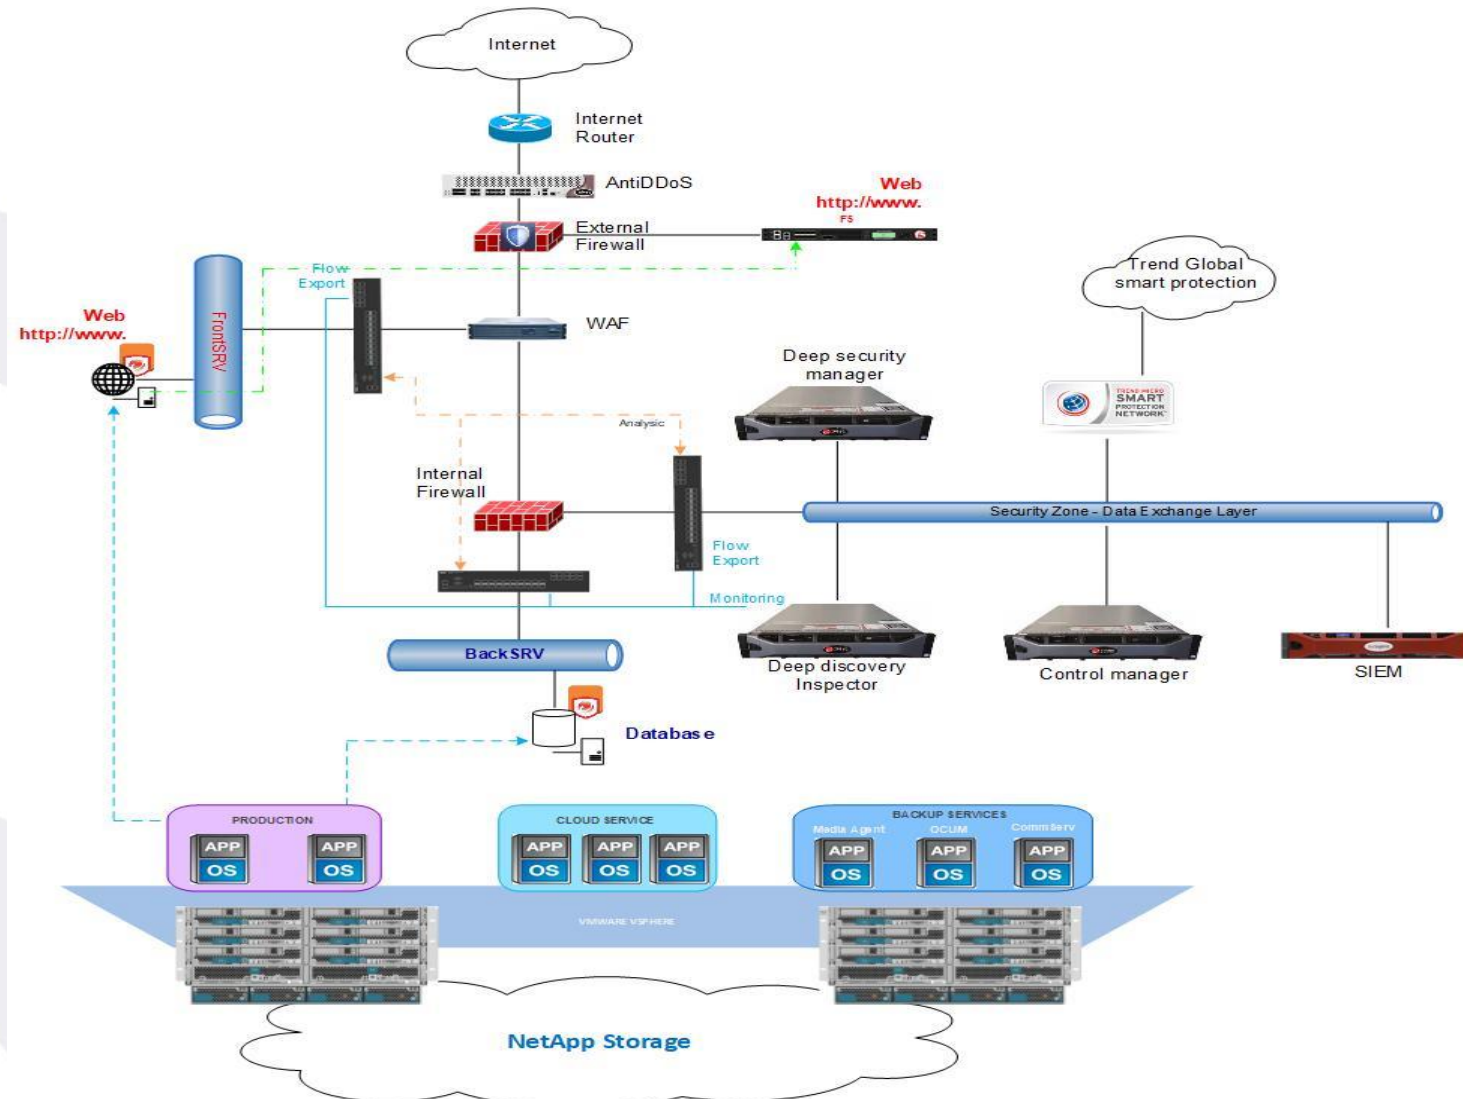 Internet
Internet
Router
AntiDDoS
Web
http://www.
F5
External
Firewall
Flow
Export
Trend Global
smart protection
Web
http://www.
FrontSRV
WAF
Deep security
manager
TREND MICRO
SMART
PROTECTION
NETWORK
Analysic
Internal
Firewall
Security Zone - Data Exchange Layer
Flow
Export
Monitoring
BackSRV
Deep discovery
Inspector
Control manager
SIEM
Database
PRODUCTION
APP
OS
APP
OS
CLOUD SERVICE
APP
OS
APP
OS
APP
OS
BACKUP SERVICES
Media Agent
OCUM
CommServ
APP
OS
APP
OS
APP
OS
VMWARE VSPHERE
NetApp Storage